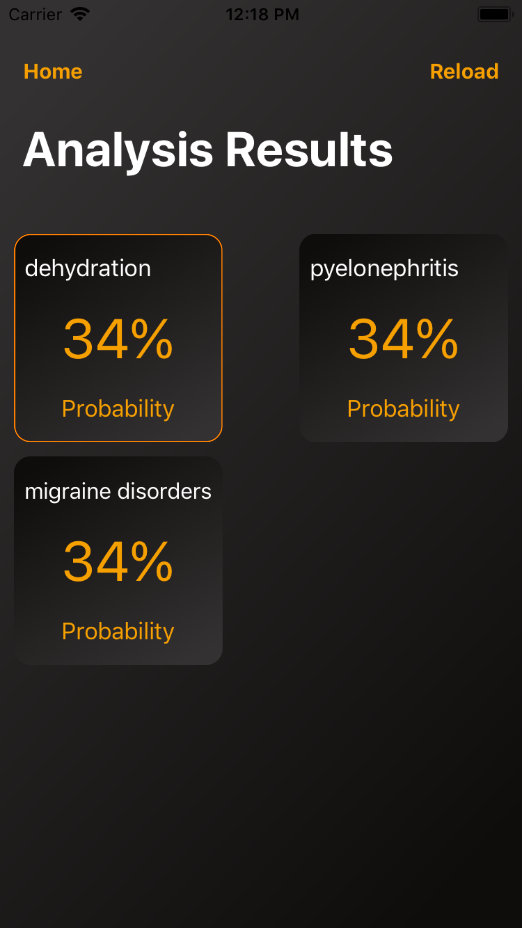 Carrier 12:18 PM
Home Reload
Analysis Results
dehydration
34%
Probability
pyelonephritis
34%
Probability
migraine disorders
34%
Probability